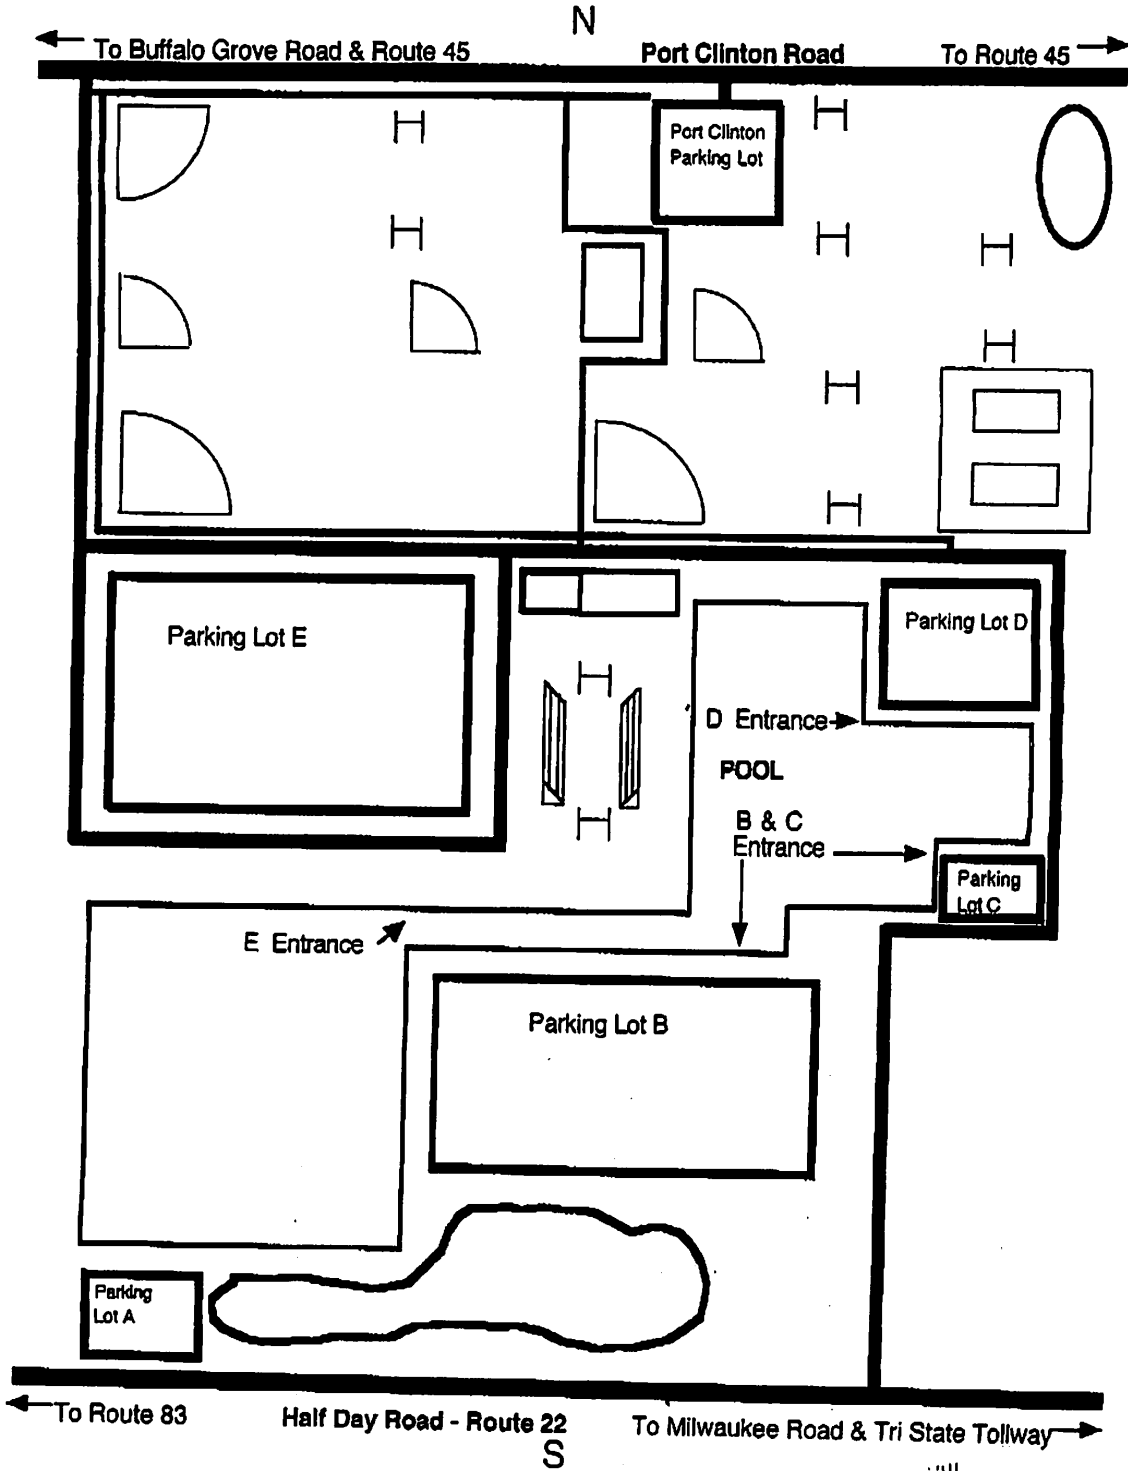 N
To Buffalo Grove Road & Route 45
Port Clinton Road
To Route 45
Port Clinton
Parking Lot
Parking Lot E
Parking Lot D
D Entrance
POOL
B & C
Entrance
Parking
Lot C
E Entrance
Parking Lot B
Parking
Lot A
To Route 83
Half Day Road - Route 22
To Milwaukee Road & Tri State Tollway
S